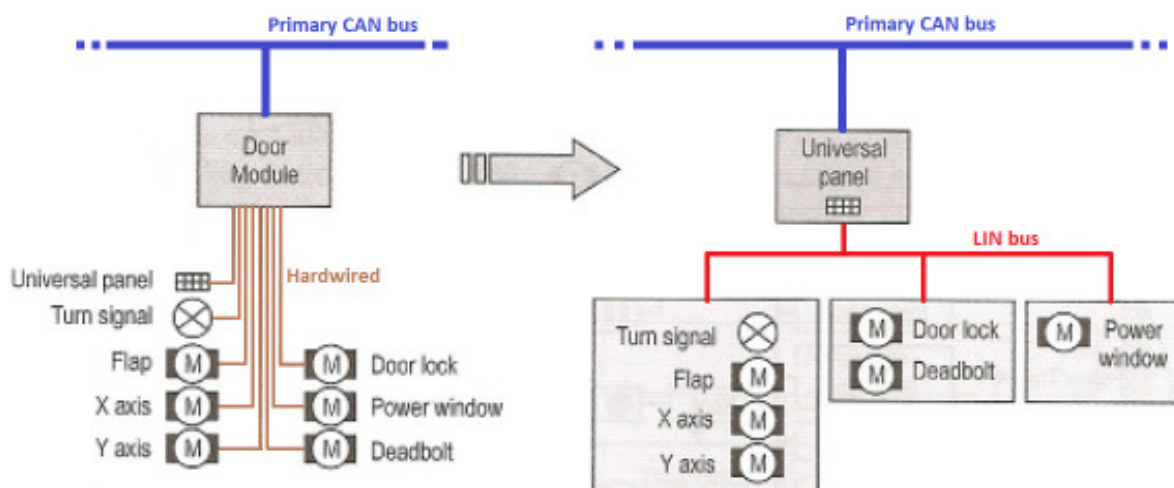 Primary CAN bus
Door
Module
Universal panel
Hardwired
Turn signal
M
Flap
M
Door lock
M
X axis
M
Power window
M
Y axis
M
Deadbolt
Primary CAN bus
Universal
panel
LIN bus
Turn signal
Flap
M
X axis
M
Y axis
M
M
Door lock
M
Deadbolt
M
Power
window